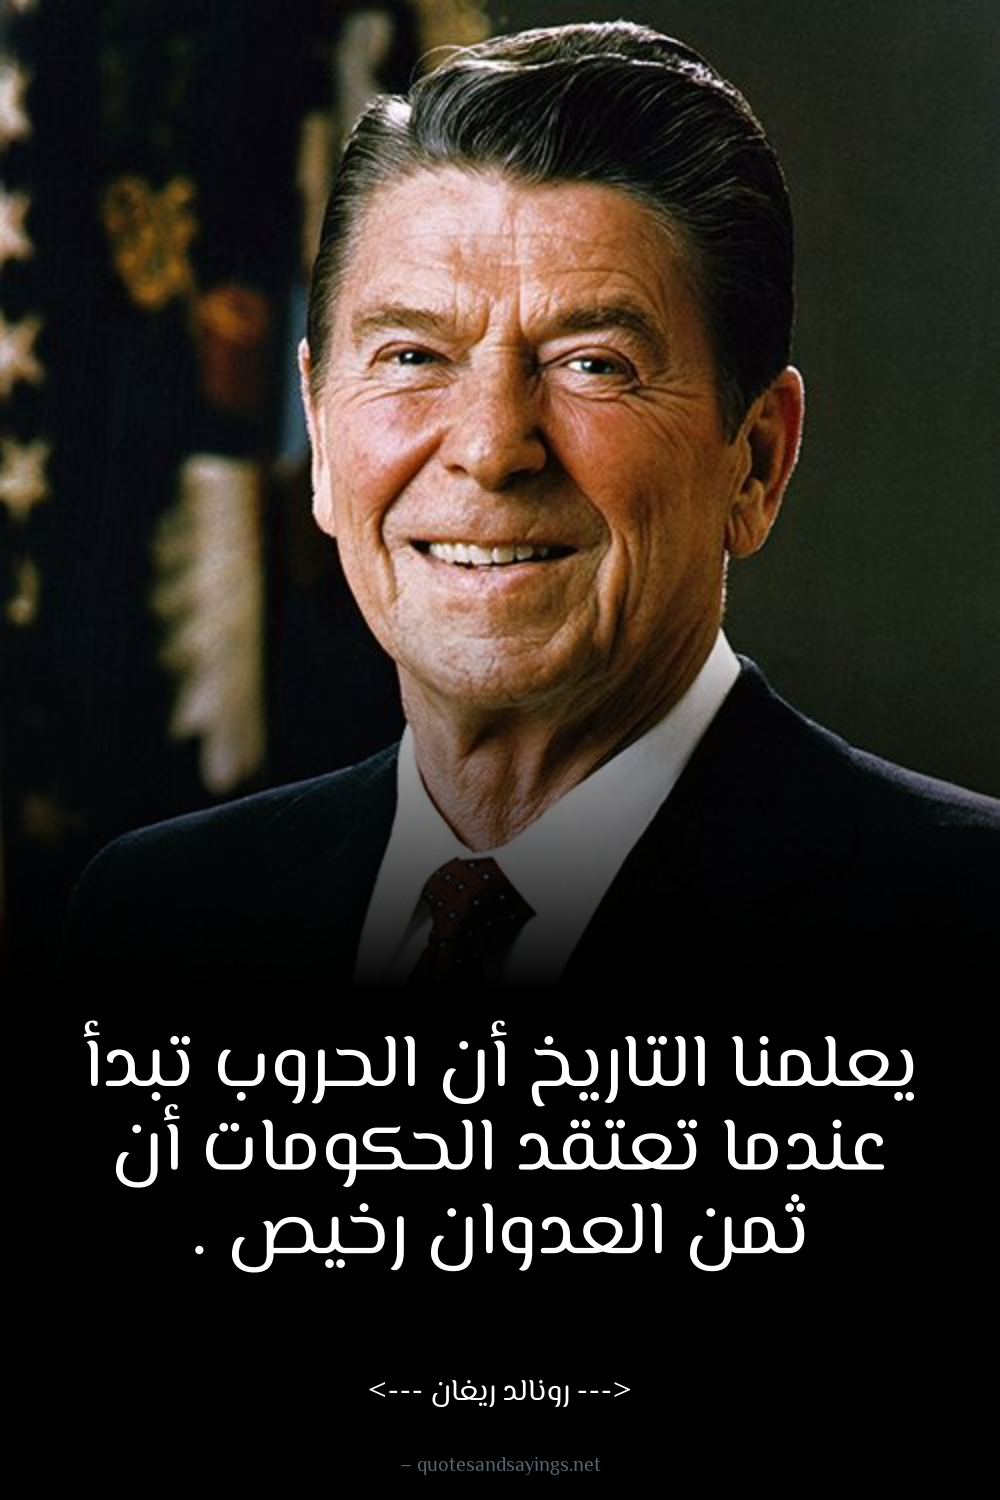 يعلمنا التاريخ أن الحروب تبدأ
عندما تعتقد الحكومات أن
ثمن العدوان رخيص .
<--- رونالد ريغان --->
– quotesandsayings.net